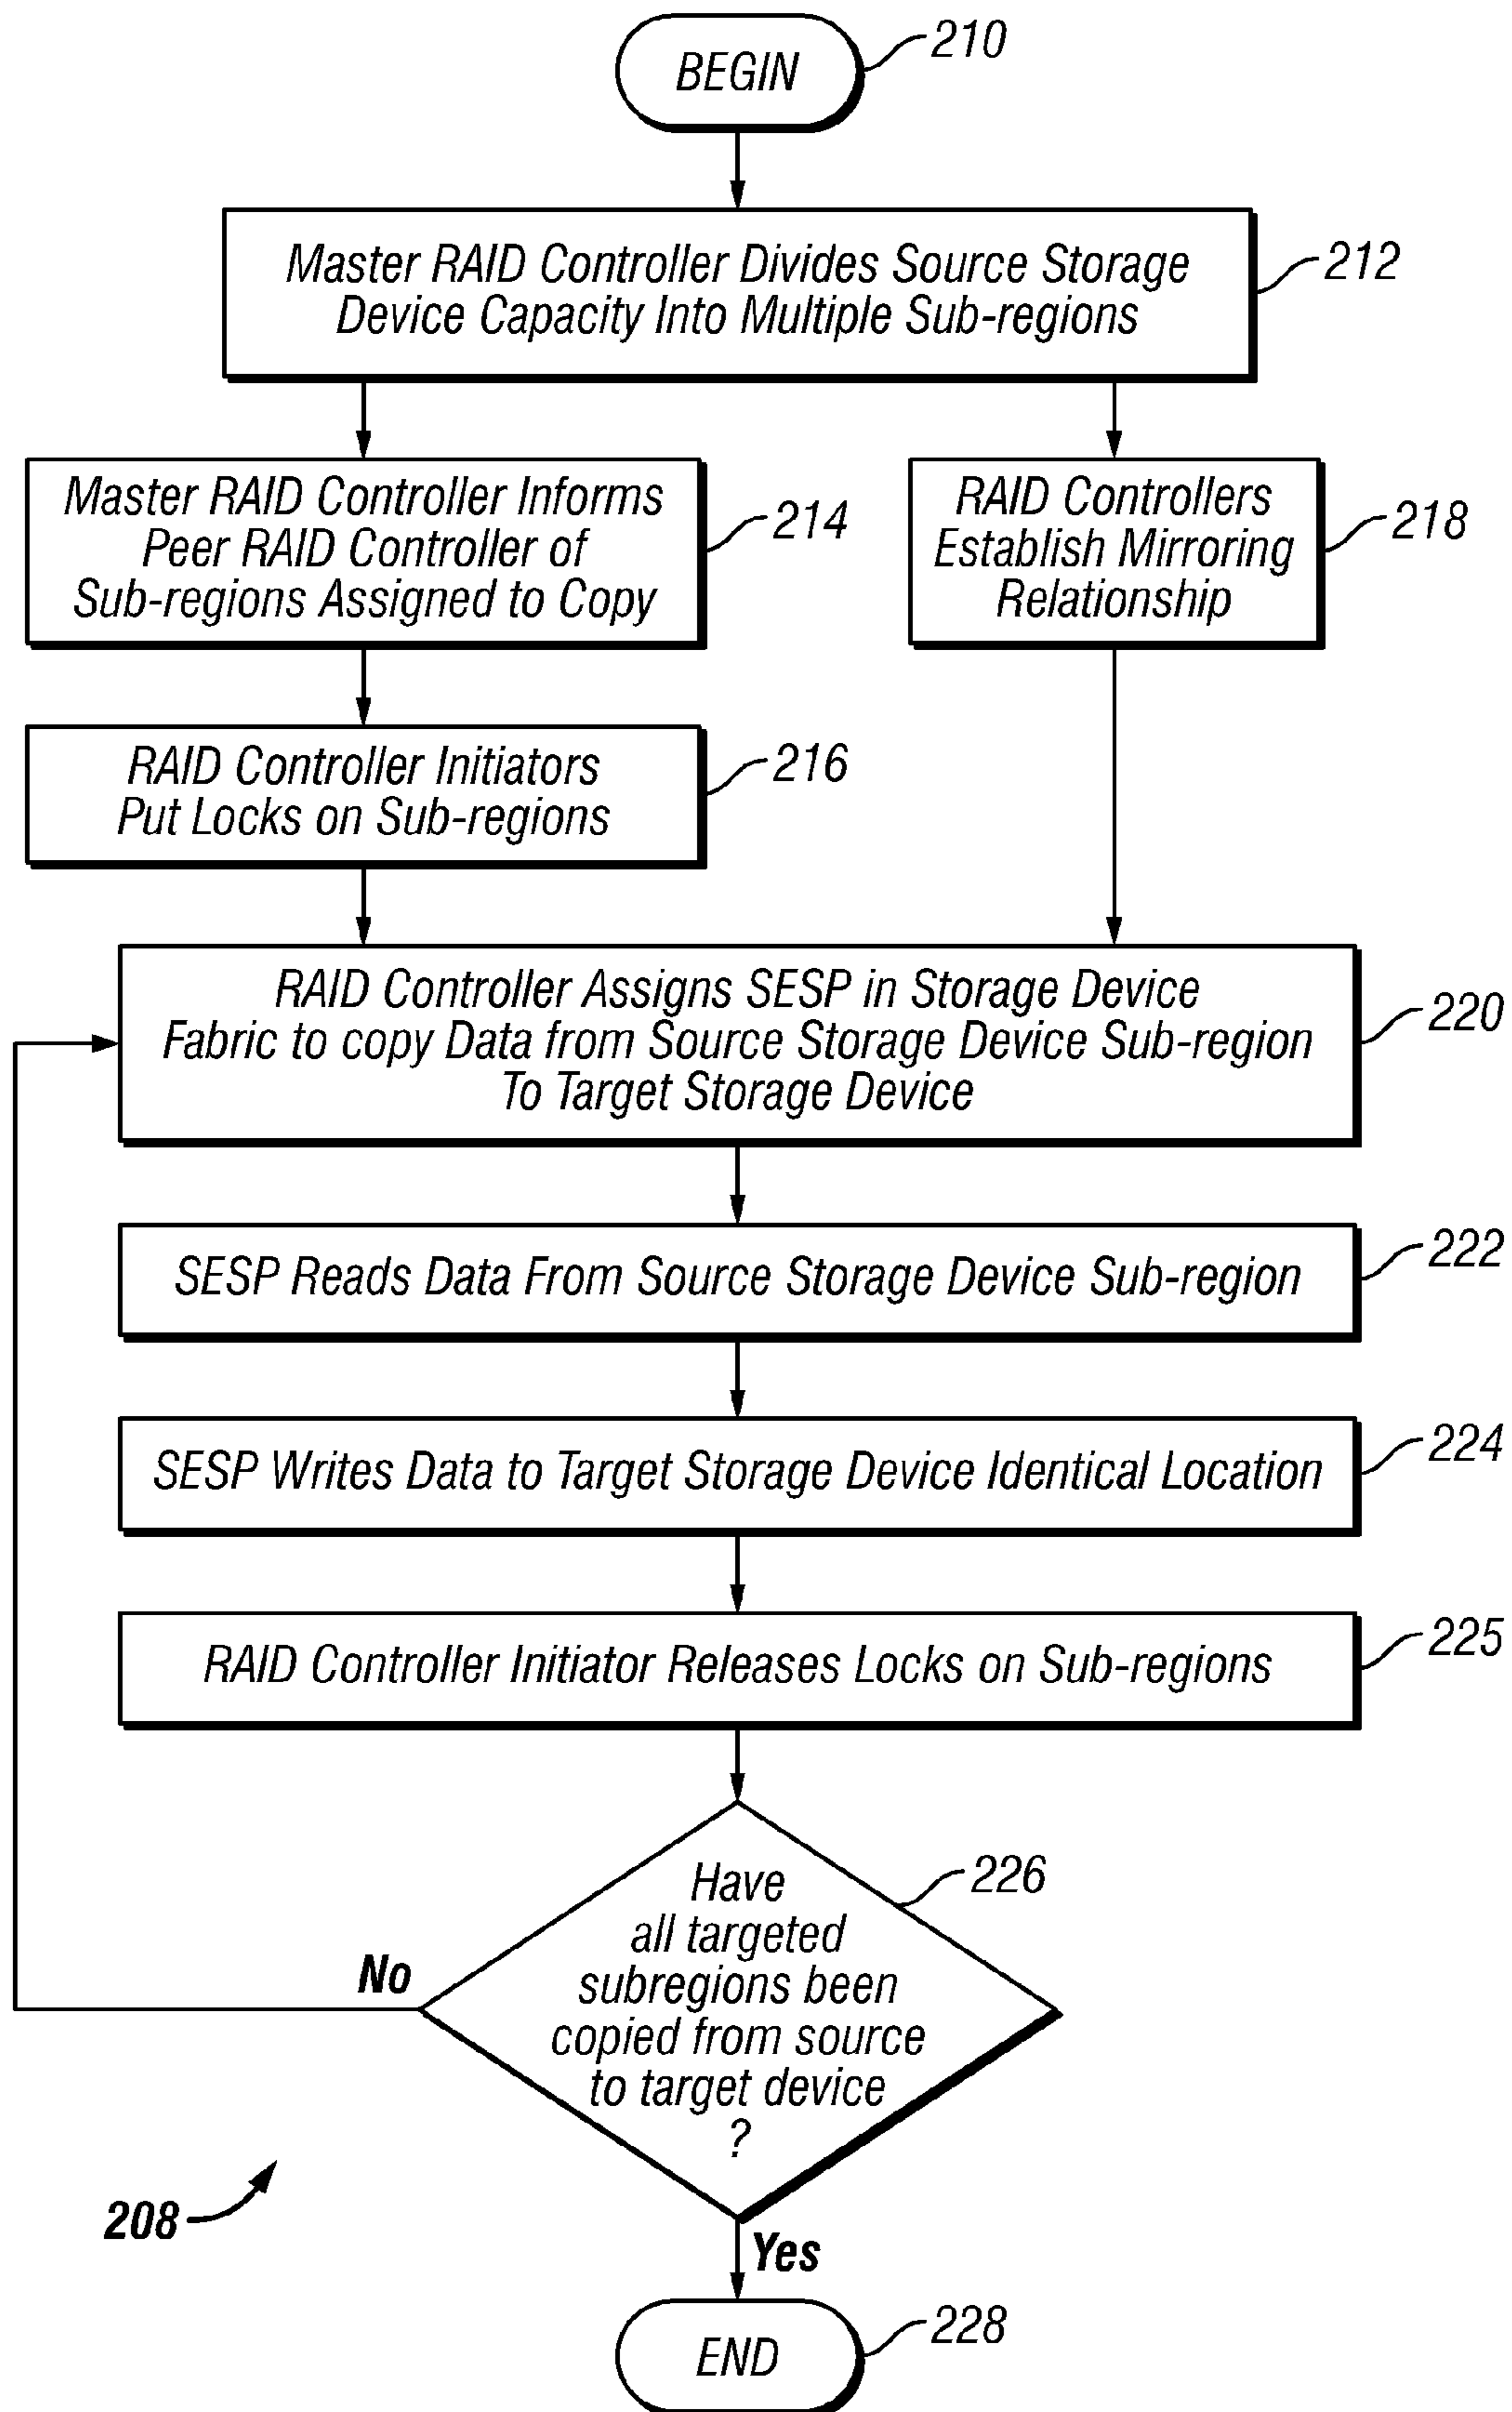 BEGIN
210
Master RAID Controller Divides Source Storage
Device Capacity Into Multiple Sub-regions
212
Master RAID Controller Informs
Peer RAID Controller of
Sub-regions Assigned to Copy
214
RAID Controllers
Establish Mirroring
Relationship
218
RAID Controller Initiators
Put Locks on Sub-regions
216
RAID Controller Assigns SESP in Storage Device
Fabric to copy Data from Source Storage Device Sub-region
To Target Storage Device
220
SESP Reads Data From Source Storage Device Sub-region
222
SESP Writes Data to Target Storage Device Identical Location
224
RAID Controller Initiator Releases Locks on Sub-regions
225
Have
all targeted
subregions been
copied from source
to target device
?
226
No
208
Yes
END
228